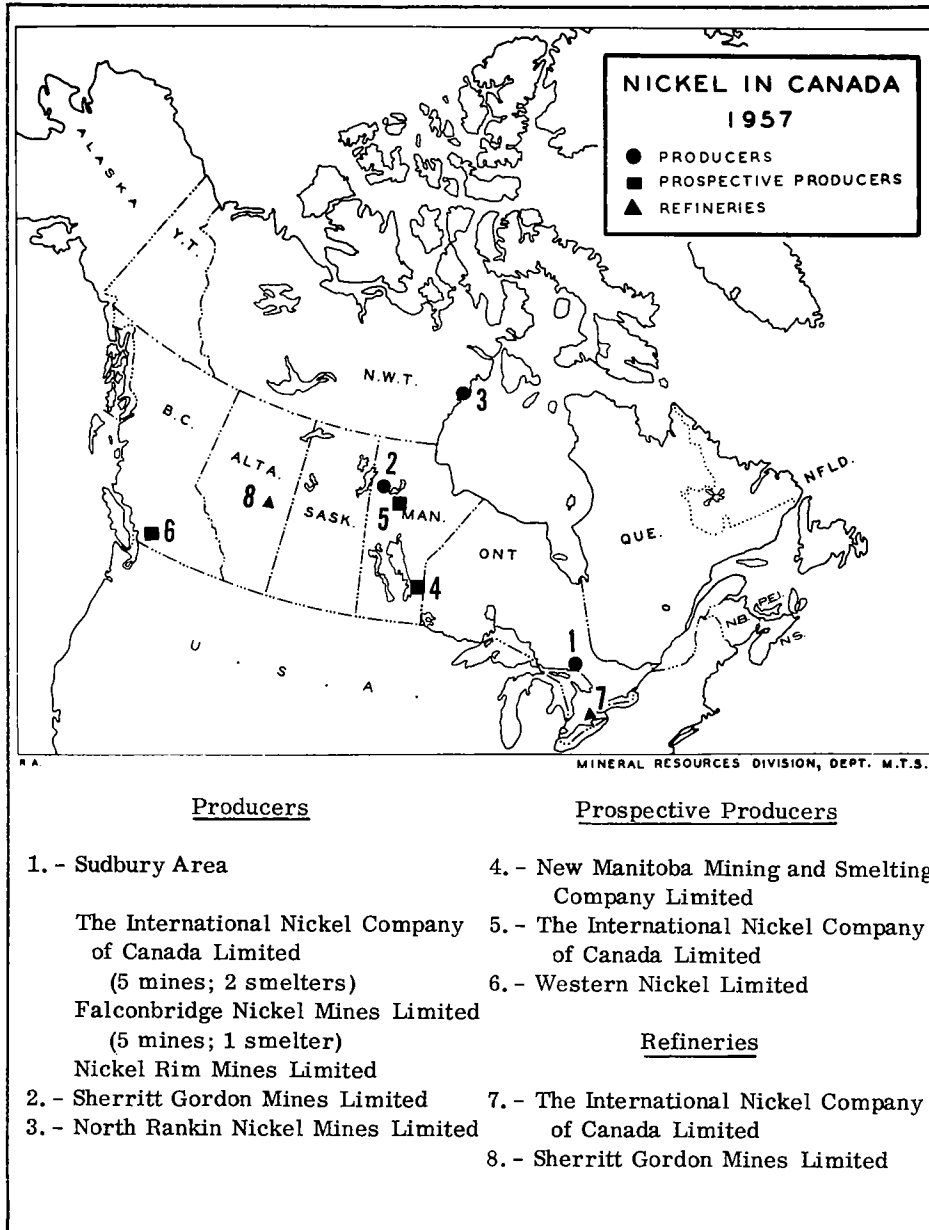 NICKEL IN CANADA
1957
● PRODUCERS
■ PROSPECTIVE PRODUCERS
▲ REFINERIES
ALASKA
Y.T.
N.W.T.
3
B.C.
ALTA.
8
SASK.
2
5
MAN.
6
4
ONT
QUE.
NFLD.
P.E.I.
N.B.
N.S.
1
7
U. S. A.
R A.
MINERAL RESOURCES DIVISION, DEPT. M.T.S.
Producers
1. - Sudbury Area
The International Nickel Company
of Canada Limited
(5 mines; 2 smelters)
Falconbridge Nickel Mines Limited
(5 mines; 1 smelter)
Nickel Rim Mines Limited
2. - Sherritt Gordon Mines Limited
3. - North Rankin Nickel Mines Limited
Prospective Producers
4. - New Manitoba Mining and Smelting
Company Limited
5. - The International Nickel Company
of Canada Limited
6. - Western Nickel Limited
Refineries
7. - The International Nickel Company
of Canada Limited
8. - Sherritt Gordon Mines Limited